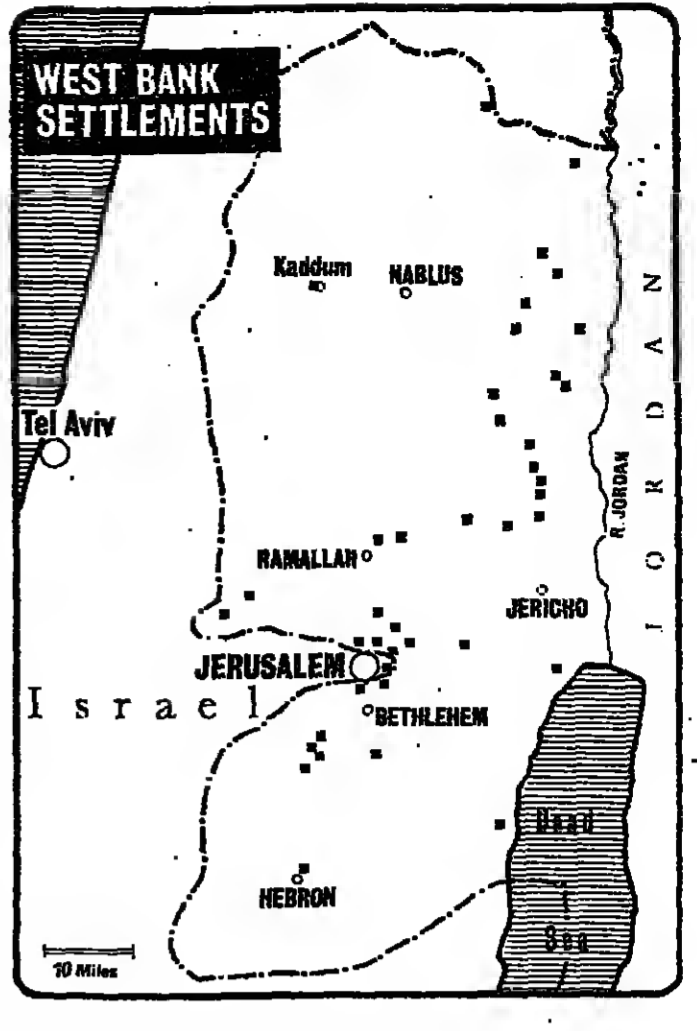 WEST BANK
SETTLEMENTS
Kaddum
NABLUS
Tel Aviv
JORDAN
R. JORDAN
RAMALLAH
JERICHO
JERUSALEM
Israel
BETHLEHEM
Dead
Sea
HEBRON
10 Miles